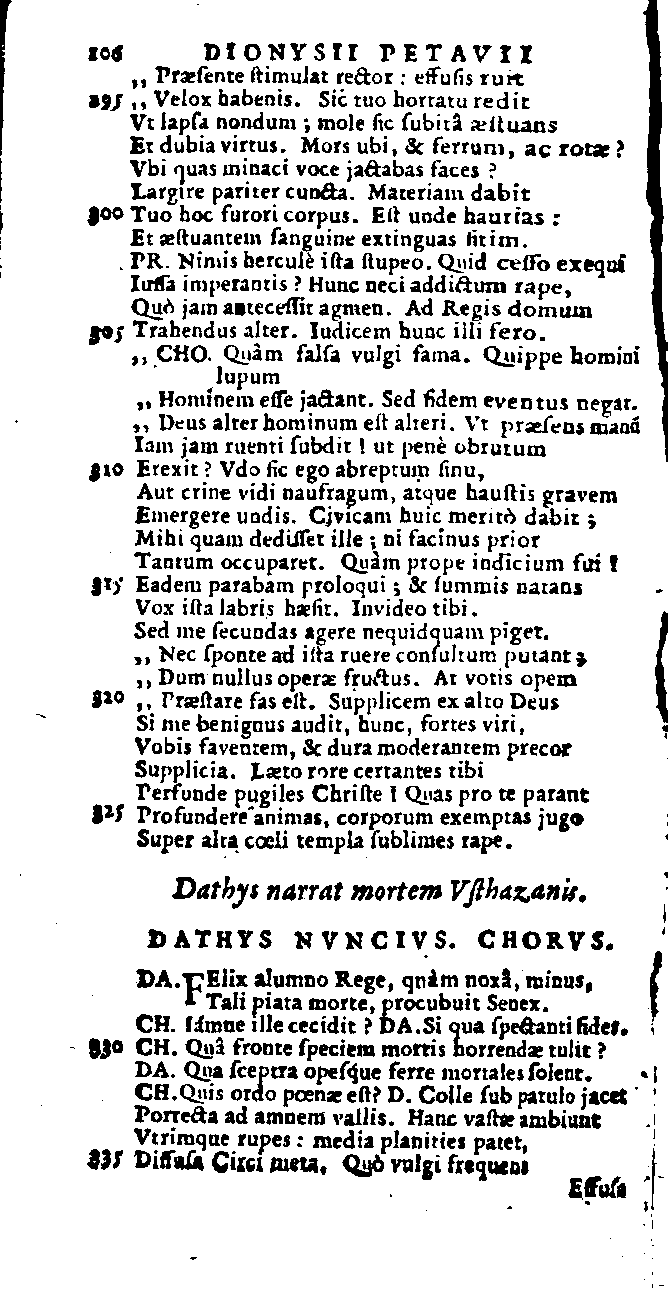 106 DIONYSII PETAVII
,, Præſente ſtimulat rector : effuſis ruit
295 ,, Velox habenis. Sic tuo hortatu redit
Vt lapſa nondum ; mole ſic ſubitâ æſtuans
Et dubia virtus. Mors ubi, & ferrum, ac rotæ ?
Vbi quas minaci voce jactabas faces ?
Largire pariter cuncta. Materiam dabit
800 Tuo hoc furori corpus. Eſt unde haurias :
Et æſtuantem ſanguine extinguas ſitim.
PR. Nimis herculè iſta ſtupeo. Quid ceſſo exequi
Iuſſa imperantis ? Hunc neci addictum rape,
Quò jam anteceſſit agmen. Ad Regis domum
805 Trahendus alter. Iudicem hunc illi fero.
,, CHO. Quàm falſa vulgi fama. Quippe homini
lupum
,, Hominem eſſe jactant. Sed fidem eventus negat.
,, Deus alter hominum eſt alteri. Vt præſens manũ
Iam jam ruenti ſubdit ! ut penè obrutum
810 Erexit ? Vdo ſic ego abreptum ſinu,
Aut crine vidi naufragum, atque hauſtis gravem
Emergere undis. Civicam huic meritò dabit ;
Mihi quam dediſſet ille ; ni facinus prior
Tantum occuparet. Quàm prope indicium fui !
815 Eadem parabam proloqui ; & ſummis natans
Vox iſta labris hæſit. Invideo tibi.
Sed me ſecundas agere nequidquam piget.
,, Nec ſponte ad iſta ruere conſultum putant ;
,, Dum nullus operæ fructus. At votis opem
820 ,, Præſtare fas eſt. Supplicem ex alto Deus
Si me benignus audit, hunc, fortes viri,
Vobis faventem, & dura moderantem precor
Supplicia. Læto rore certantes tibi
Perfunde pugiles Chriſte ! Quas pro te parant
825 Profundere animas, corporum exemptas jugo
Super alta cœli templa ſublimes rape.
Dathys narrat mortem Vſthazanis.
DATHYS NVNCIVS. CHORVS.
DA. FElix alumno Rege, quàm noxâ, minus,
Tali piata morte, procubuit Senex.
CH. ſámne ille cecidit ? DA. Si qua ſpectanti fides.
830 CH. Quâ fronte ſpeciem mortis horrendæ tulit ?
DA. Qua ſceptra opeſq́ue ferre mortales ſolent.
CH. Quis ordo pœnæ eſt? D. Colle ſub patulo jacet
Porrecta ad amnem vallis. Hanc vaſtæ ambiunt
Vtrimque rupes : media planities patet,
835 Diffuſa Circi meta. Quò vulgi frequens
Effuſa